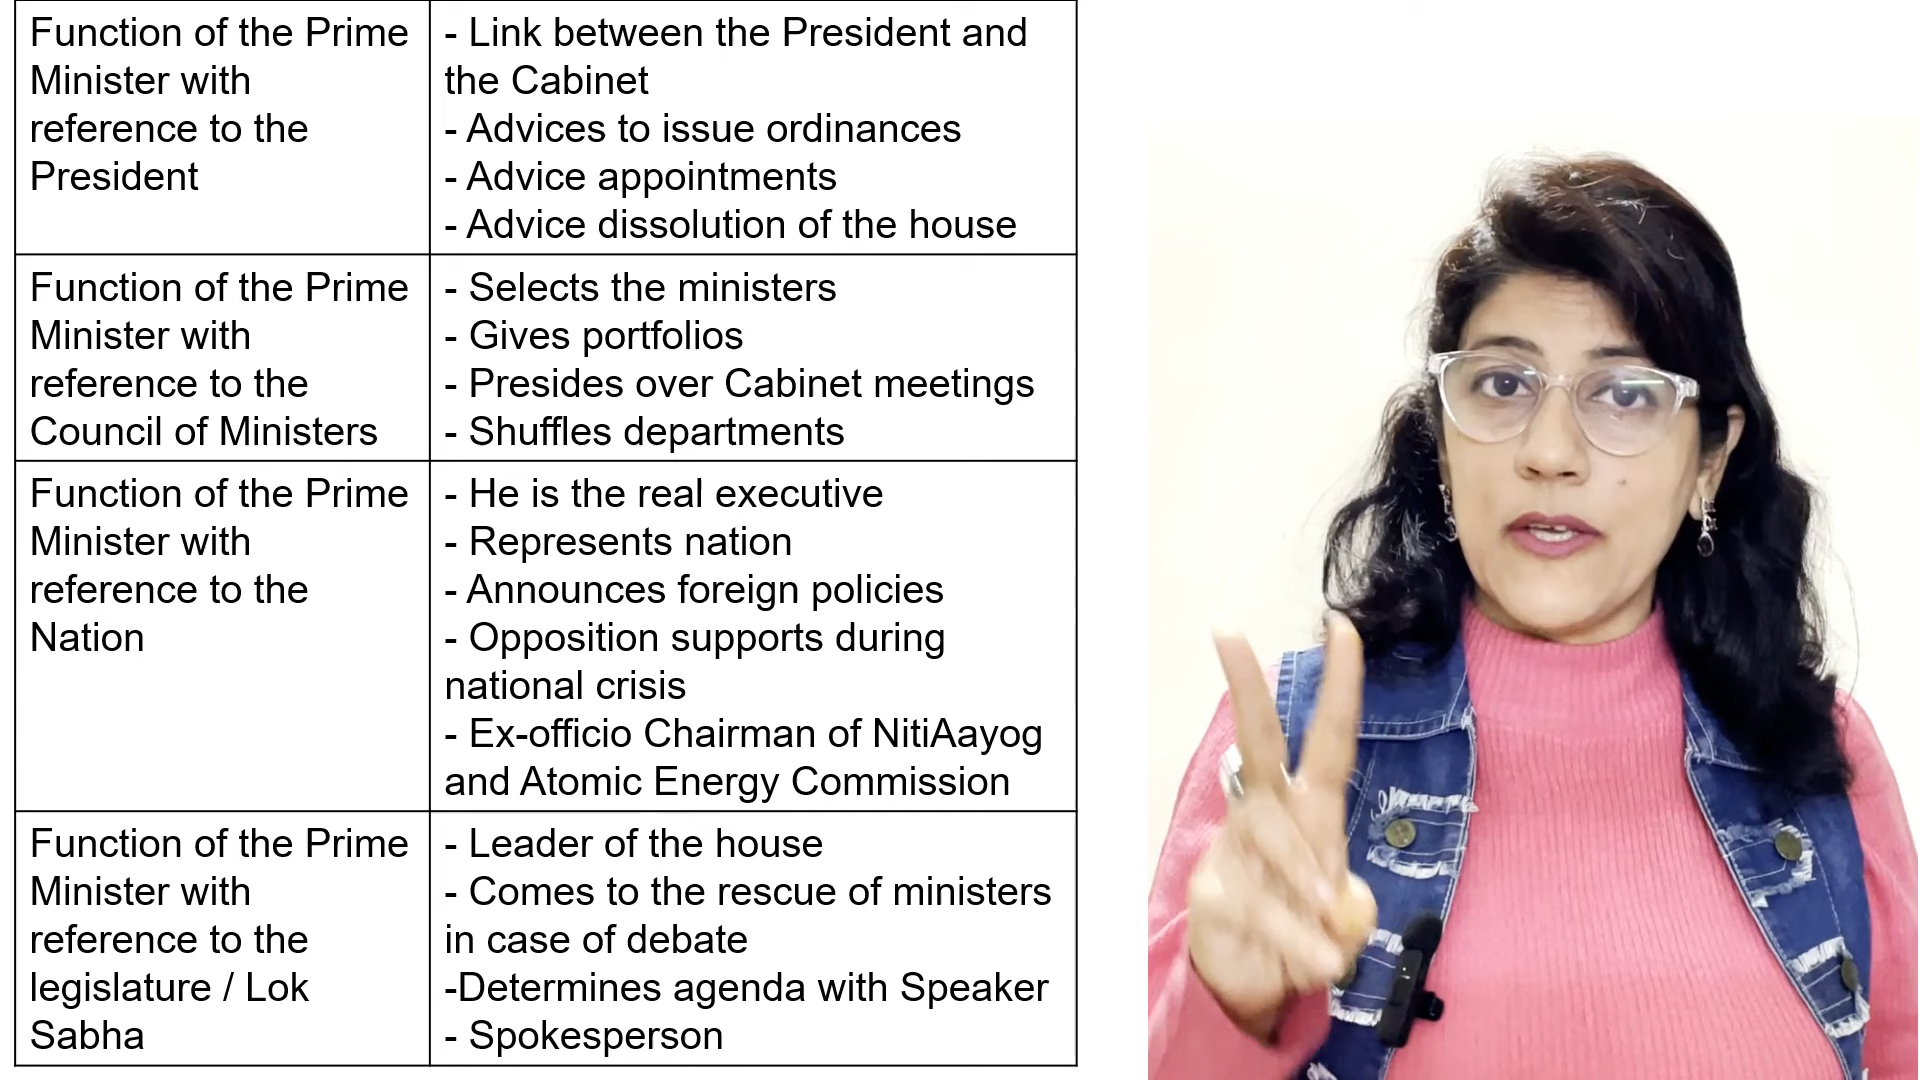 Function of the Prime
Minister with
reference to the
President
- Link between the President and
the Cabinet
- Advices to issue ordinances
- Advice appointments
- Advice dissolution of the house
Function of the Prime
Minister with
reference to the
Council of Ministers
- Selects the ministers
- Gives portfolios
- Presides over Cabinet meetings
- Shuffles departments
Function of the Prime
Minister with
reference to the
Nation
- He is the real executive
- Represents nation
- Announces foreign policies
- Opposition supports during
national crisis
- Ex-officio Chairman of NitiAayog
and Atomic Energy Commission
Function of the Prime
Minister with
reference to the
legislature / Lok
Sabha
- Leader of the house
- Comes to the rescue of ministers
in case of debate
-Determines agenda with Speaker
- Spokesperson